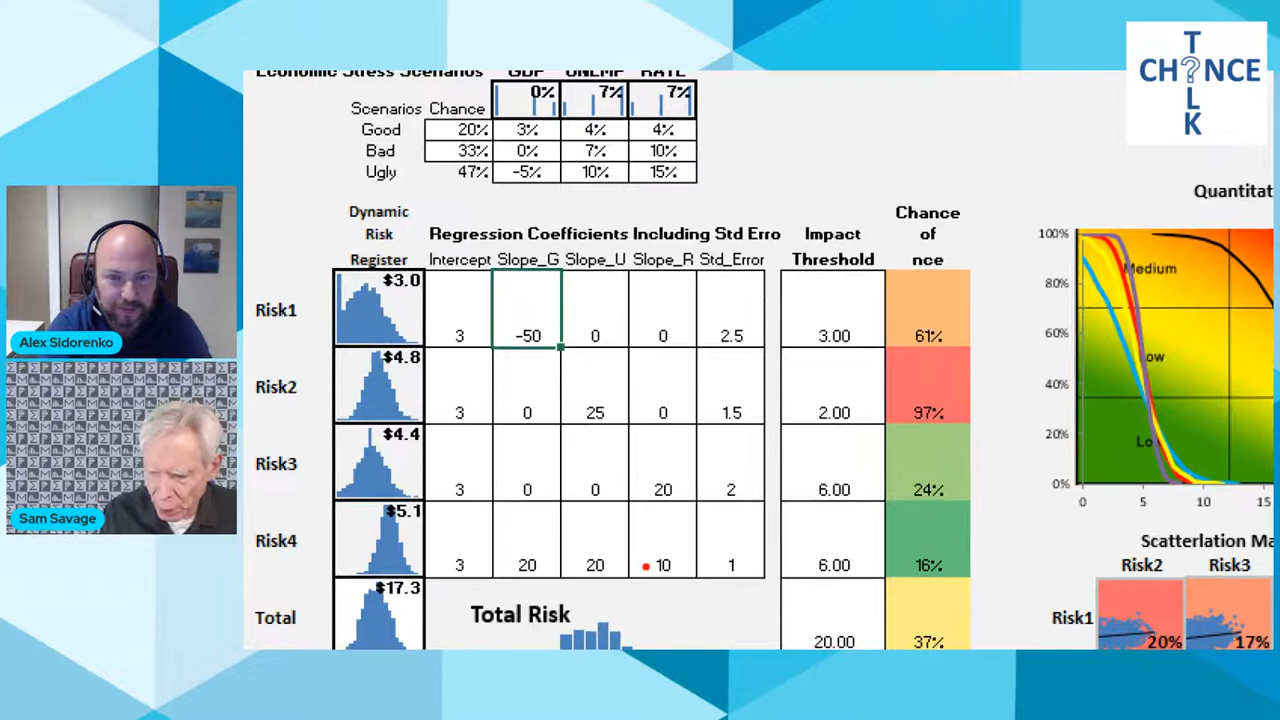 T
CH?NCE
L
K
Economic Stress Scenarios GDP UNEMP RATE
0% 7% 7%
Scenarios Chance
Good 20% 3% 4% 4%
Bad 33% 0% 7% 10%
Ugly 47% -5% 10% 15%
Quantitat
Dynamic
Risk
Register
Regression Coefficients Including Std Erro
Intercept Slope_G Slope_U Slope_R Std_Error
Impact
Threshold
Chance
of
nce
Risk1 $3.0 3 -50 0 0 2.5 3.00 61%
Risk2 $4.8 3 0 25 0 1.5 2.00 97%
Risk3 $4.4 3 0 0 20 2 6.00 24%
Risk4 $5.1 3 20 20 10 1 6.00 16%
Total $17.3 20.00 37%
Total Risk
100%
80%
60%
40%
20%
0%
Medium
Low
Lo
0 5 10 15
Scatterlation Ma
Risk2 Risk3
Risk1 20% 17%
Alex Sidorenko
Sam Savage